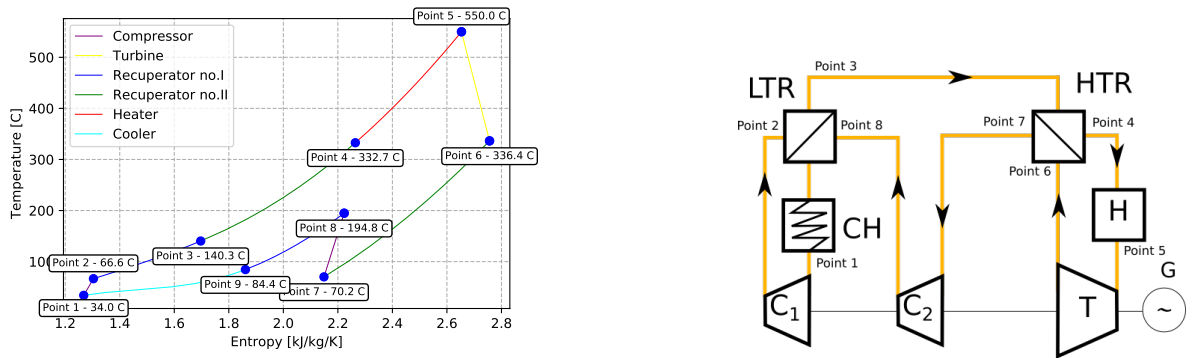 Point 5 - 550.0 C
Compressor
Turbine
Recuperator no.I
Recuperator no.II
Heater
Cooler
500
400
300
200
100
Temperature [C]
Point 4 - 332.7 C
Point 6 - 336.4 C
Point 8 - 194.8 C
Point 3 - 140.3 C
Point 2 - 66.6 C
Point 9 - 84.4 C
Point 7 - 70.2 C
Point 1 - 34.0 C
1.2 1.4 1.6 1.8 2.0 2.2 2.4 2.6 2.8
Entropy [kJ/kg/K]
Point 3
LTR
HTR
Point 2
Point 8
Point 7
Point 4
Point 6
H
CH
Point 5
Point 1
G
C1
C2
T
~